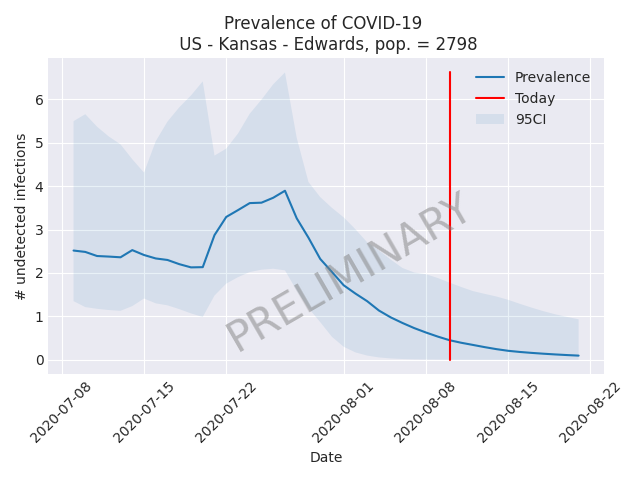 Prevalence of COVID-19
US - Kansas - Edwards, pop. = 2798
Prevalence
Today
95CI
6
5
4
3
2
1
0
# undetected infections
PRELIMINARY
2020-07-08
2020-07-15
2020-07-22
2020-08-01
2020-08-08
2020-08-15
2020-08-22
Date